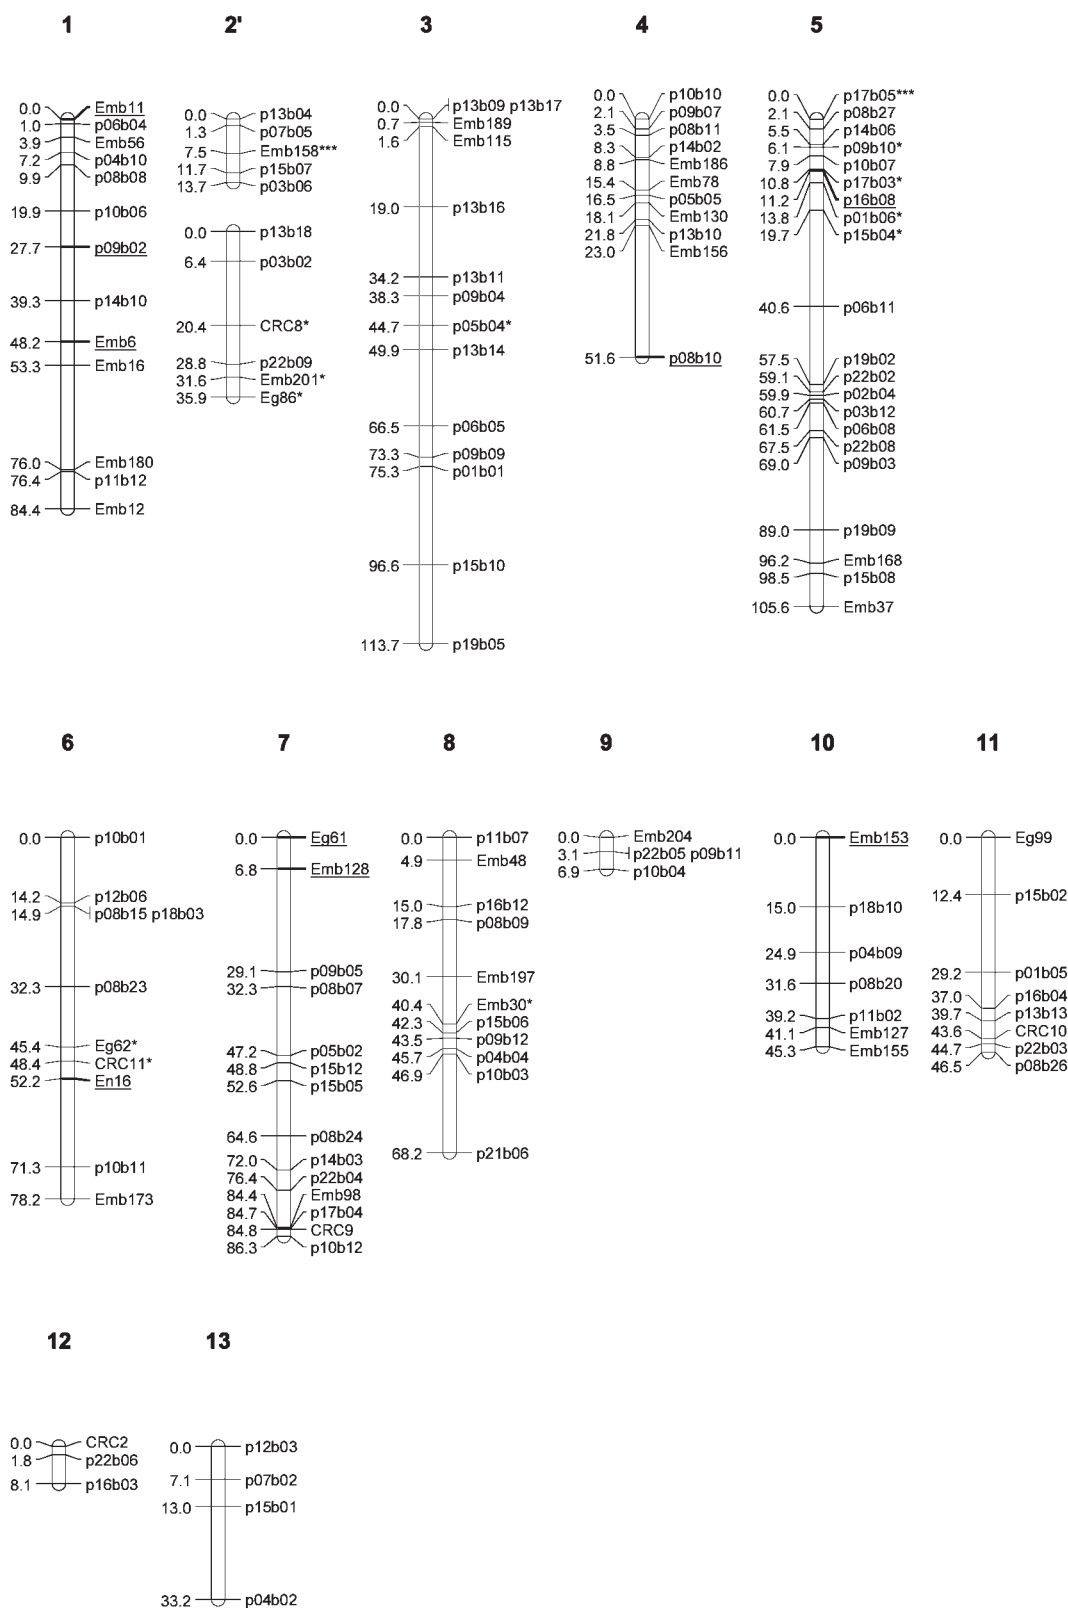 1
0.0 Emb11
1.0 p06b04
3.9 Emb56
7.2 p04b10
9.9 p08b08
19.9 p10b06
27.7 p09b02
39.3 p14b10
48.2 Emb6
53.3 Emb16
76.0 Emb180
76.4 p11b12
84.4 Emb12
2'
0.0 p13b04
1.3 p07b05
7.5 Emb158***
11.7 p15b07
13.7 p03b06
0.0 p13b18
6.4 p03b02
20.4 CRC8*
28.8 p22b09
31.6 Emb201*
35.9 Eg86*
3
0.0 p13b09 p13b17
0.7 Emb189
1.6 Emb115
19.0 p13b16
34.2 p13b11
38.3 p09b04
44.7 p05b04*
49.9 p13b14
66.5 p06b05
73.3 p09b09
75.3 p01b01
96.6 p15b10
113.7 p19b05
4
0.0 p10b10
2.1 p09b07
3.5 p08b11
8.3 p14b02
8.8 Emb186
15.4 Emb78
16.5 p05b05
18.1 Emb130
21.8 p13b10
23.0 Emb156
51.6 p08b10
5
0.0 p17b05***
2.1 p08b27
5.5 p14b06
6.1 p09b10*
7.9 p10b07
10.8 p17b03*
11.2 p16b08
13.8 p01b06*
19.7 p15b04*
40.6 p06b11
57.5 p19b02
59.1 p22b02
59.9 p02b04
60.7 p03b12
61.5 p06b08
67.5 p22b08
69.0 p09b03
89.0 p19b09
96.2 Emb168
98.5 p15b08
105.6 Emb37
6
0.0 p10b01
14.2 p12b06
14.9 p08b15 p18b03
32.3 p08b23
45.4 Eg62*
48.4 CRC11*
52.2 En16
71.3 p10b11
78.2 Emb173
7
0.0 Eg61
6.8 Emb128
29.1 p09b05
32.3 p08b07
47.2 p05b02
48.8 p15b12
52.6 p15b05
64.6 p08b24
72.0 p14b03
76.4 p22b04
84.4 Emb98
84.7 p17b04
84.8 CRC9
86.3 p10b12
8
0.0 p11b07
4.9 Emb48
15.0 p16b12
17.8 p08b09
30.1 Emb197
40.4 Emb30*
42.3 p15b06
43.5 p09b12
45.7 p04b04
46.9 p10b03
68.2 p21b06
9
0.0 Emb204
3.1 p22b05 p09b11
6.9 p10b04
10
0.0 Emb153
15.0 p18b10
24.9 p04b09
31.6 p08b20
39.2 p11b02
41.1 Emb127
45.3 Emb155
11
0.0 Eg99
12.4 p15b02
29.2 p01b05
37.0 p16b04
39.7 p13b13
43.6 CRC10
44.7 p22b03
46.5 p08b26
12
0.0 CRC2
1.8 p22b06
8.1 p16b03
13
0.0 p12b03
7.1 p07b02
13.0 p15b01
33.2 p04b02